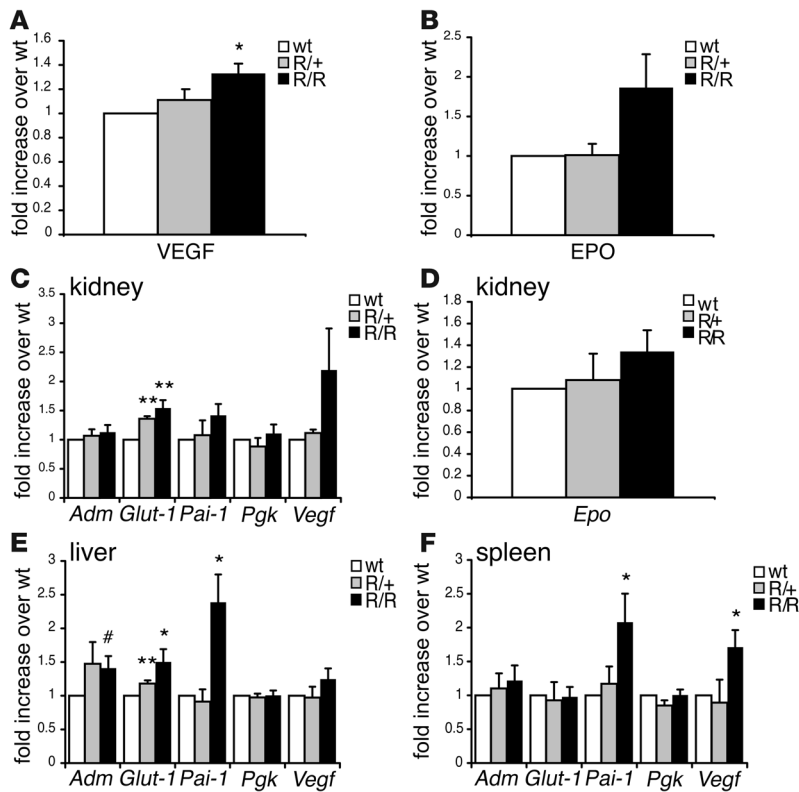 A
fold increase over wt
1.6
1.4
1.2
1
0.8
0.6
0.4
0.2
0
*
wt
R/+
R/R
VEGF
B
fold increase over wt
2.5
2
1.5
1
0.5
0
wt
R/+
R/R
EPO
C
kidney
fold increase over wt
3.5
3
2.5
2
1.5
1
0.5
0
** **
wt
R/+
R/R
Adm Glut-1 Pai-1 Pgk Vegf
D
kidney
fold increase over wt
1.8
1.6
1.4
1.2
1
0.8
0.6
0.4
0.2
0
wt
R/+
R/R
Epo
E
liver
fold increase over wt
3
2.5
2
1.5
1
0.5
0
# ** * *
wt
R/+
R/R
Adm Glut-1 Pai-1 Pgk Vegf
F
spleen
fold increase over wt
3
2.5
2
1.5
1
0.5
0
* *
wt
R/+
R/R
Adm Glut-1 Pai-1 Pgk Vegf